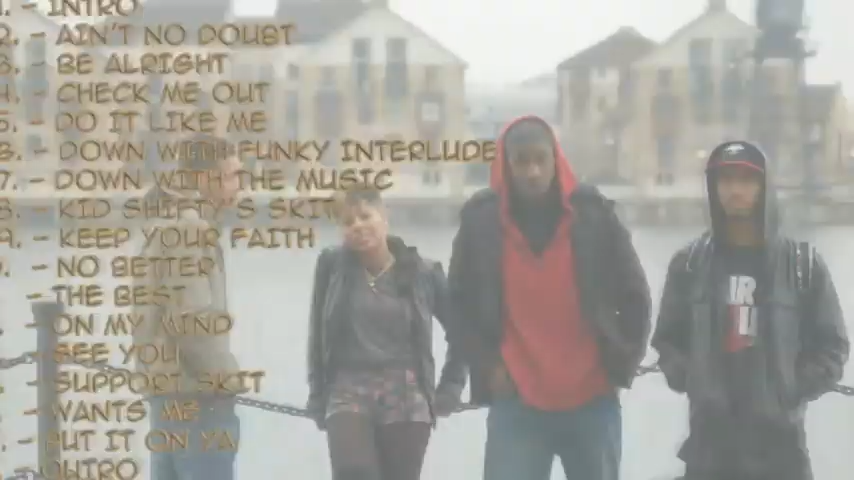 1. - INTRO
2. - AIN'T NO DOUBT
3. - BE ALRIGHT
4. - CHECK ME OUT
5. - DO IT LIKE ME
6. - DOWN WITH FUNKY INTERLUDE
7. - DOWN WITH THE MUSIC
8. - KID SHIFTY'S SKIT
9. - KEEP YOUR FAITH
- NO BETTER
- THE BEST
- ON MY MIND
- SEE YOU
- SUPPORT SKIT
- WANTS ME
- PUT IT ON YA
- OUTRO